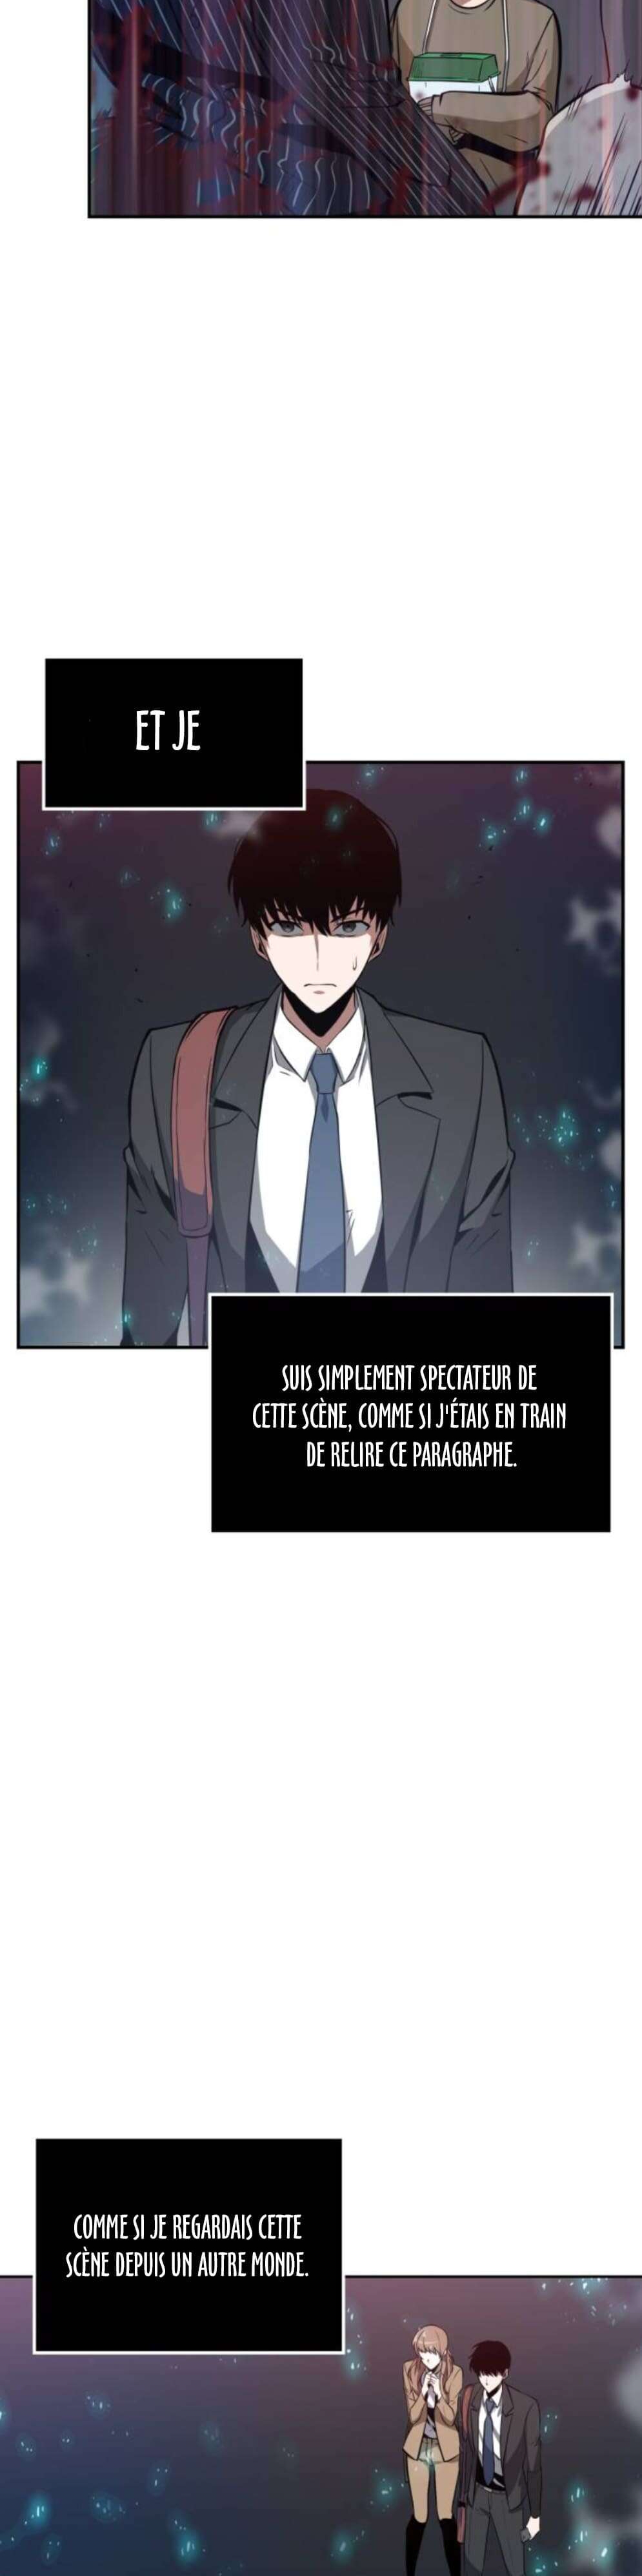 ET JE
SUIS SIMPLEMENT SPECTATEUR DE
CETTE SCÈNE, COMME SI J'ÉTAIS EN TRAIN
DE RELIRE CE PARAGRAPHE.
COMME SI JE REGARDAIS CETTE
SCÈNE DEPUIS UN AUTRE MONDE.